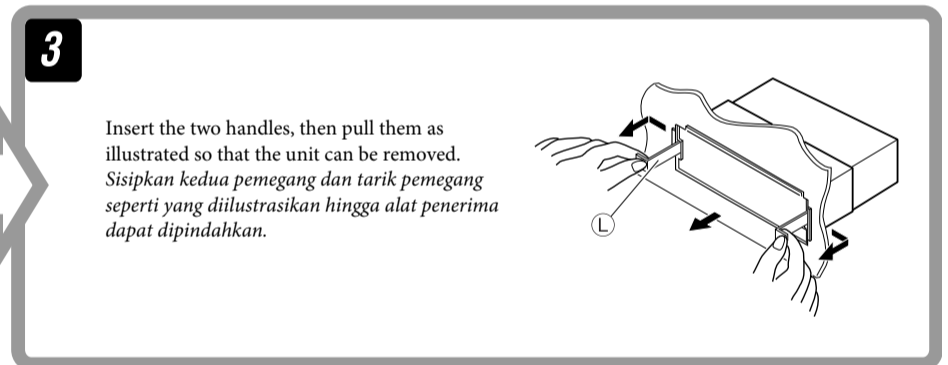 3
Insert the two handles, then pull them as
illustrated so that the unit can be removed.
Sisipkan kedua pemegang dan tarik pemegang
seperti yang diilustrasikan hingga alat penerima
dapat dipindahkan.
Ⓛ